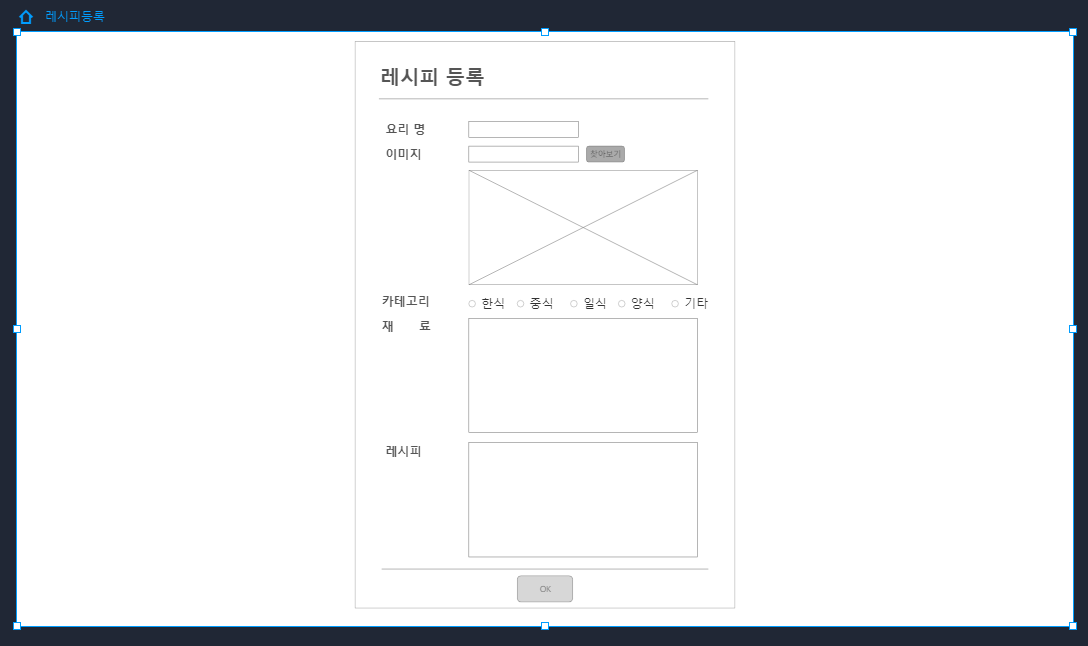 레시피등록
레시피 등록
요리 명
이미지
찾아보기
카테고리
한식 중식 일식 양식 기타
재 료
레시피
OK